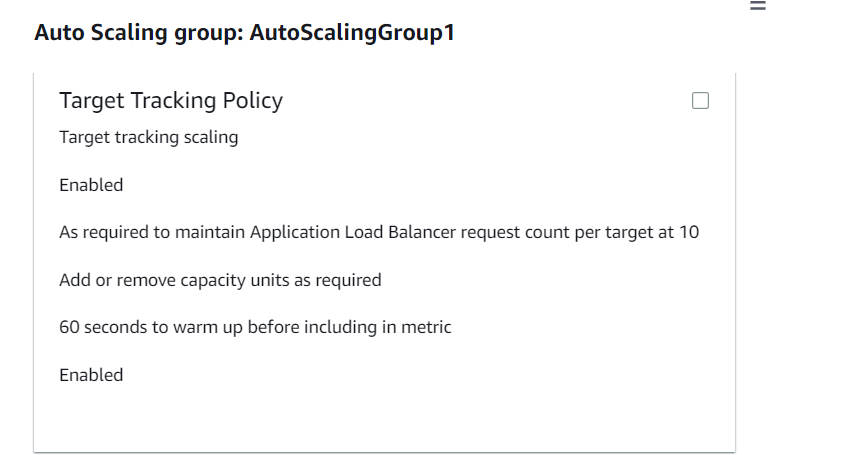 Auto Scaling group: AutoScalingGroup1
Target Tracking Policy
Target tracking scaling
Enabled
As required to maintain Application Load Balancer request count per target at 10
Add or remove capacity units as required
60 seconds to warm up before including in metric
Enabled